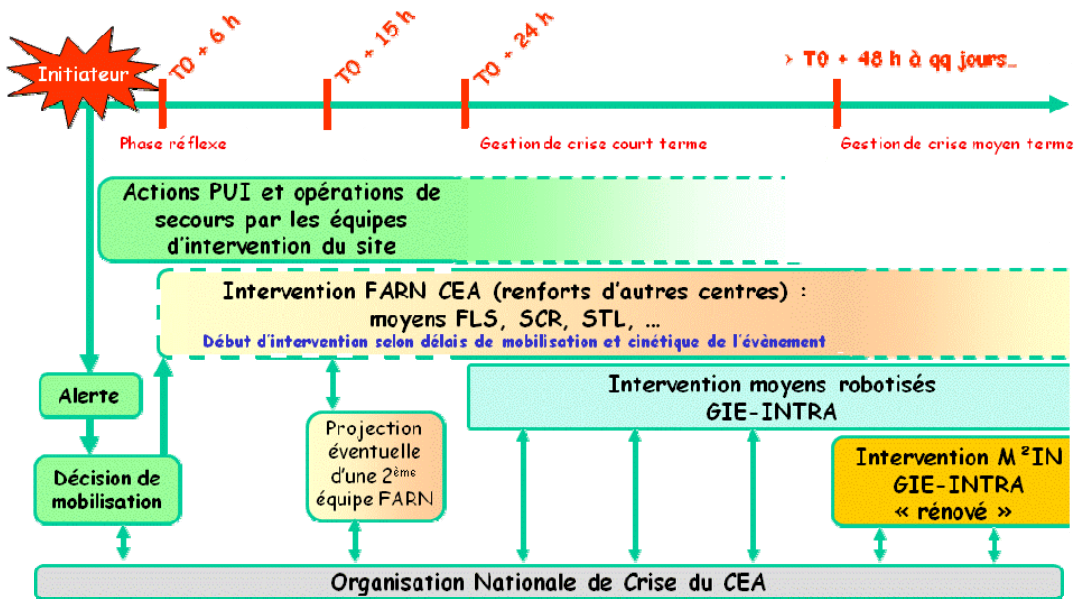 Initiateur
T0 + 6 h
T0 + 15 h
T0 + 24 h
> T0 + 48 h à qq jours…
Phase réflexe
Gestion de crise court terme
Gestion de crise moyen terme
Actions PUI et opérations de
secours par les équipes
d'intervention du site
Intervention FARN CEA (renforts d'autres centres) :
moyens FLS, SCR, STL, …
Début d'intervention selon délais de mobilisation et cinétique de l'évènement
Alerte
Intervention moyens robotisés
GIE-INTRA
Projection
éventuelle
d'une 2ème
équipe FARN
Décision de
mobilisation
Intervention M²IN
GIE-INTRA
« rénové »
Organisation Nationale de Crise du CEA